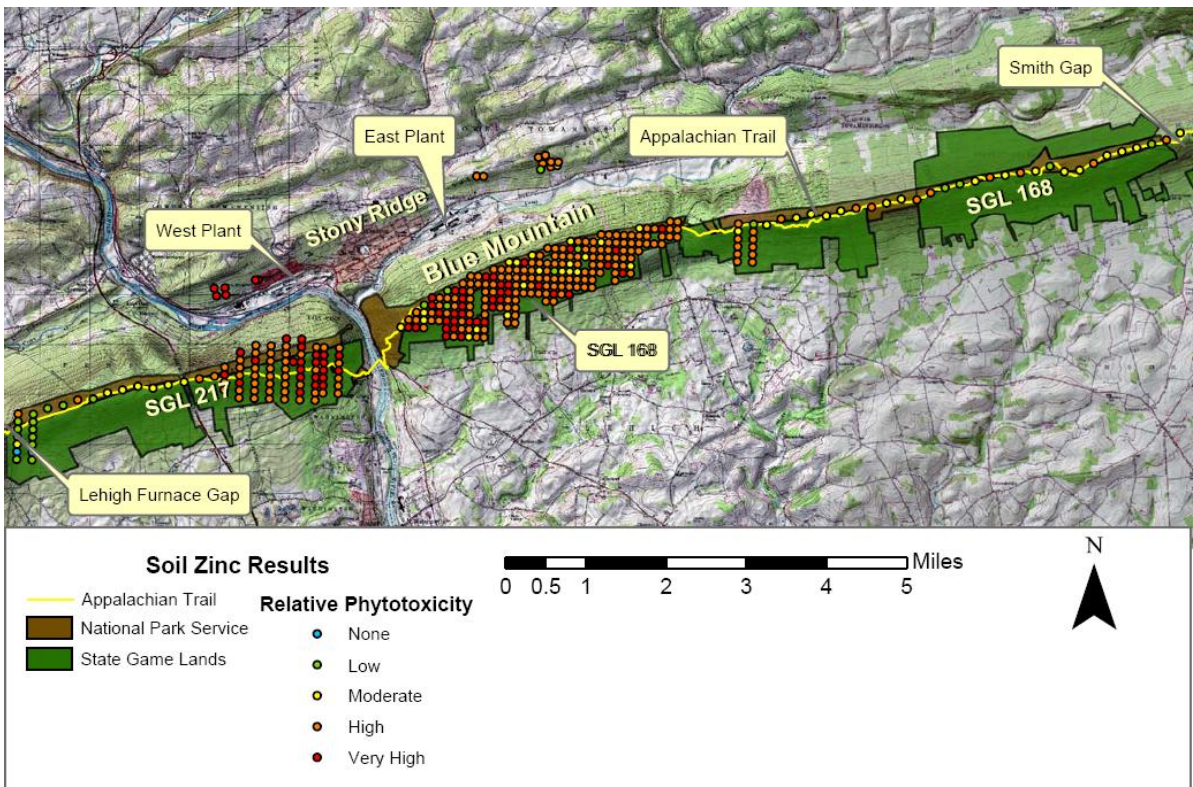 Smith Gap
East Plant
Appalachian Trail
Stony Ridge
SGL 168
West Plant
Blue Mountain
SGL 168
SGL 217
Lehigh Furnace Gap
Soil Zinc Results
Appalachian Trail
National Park Service
State Game Lands
Relative Phytotoxicity
None
Low
Moderate
High
Very High
0 0.5 1 2 3 4 5 Miles
N